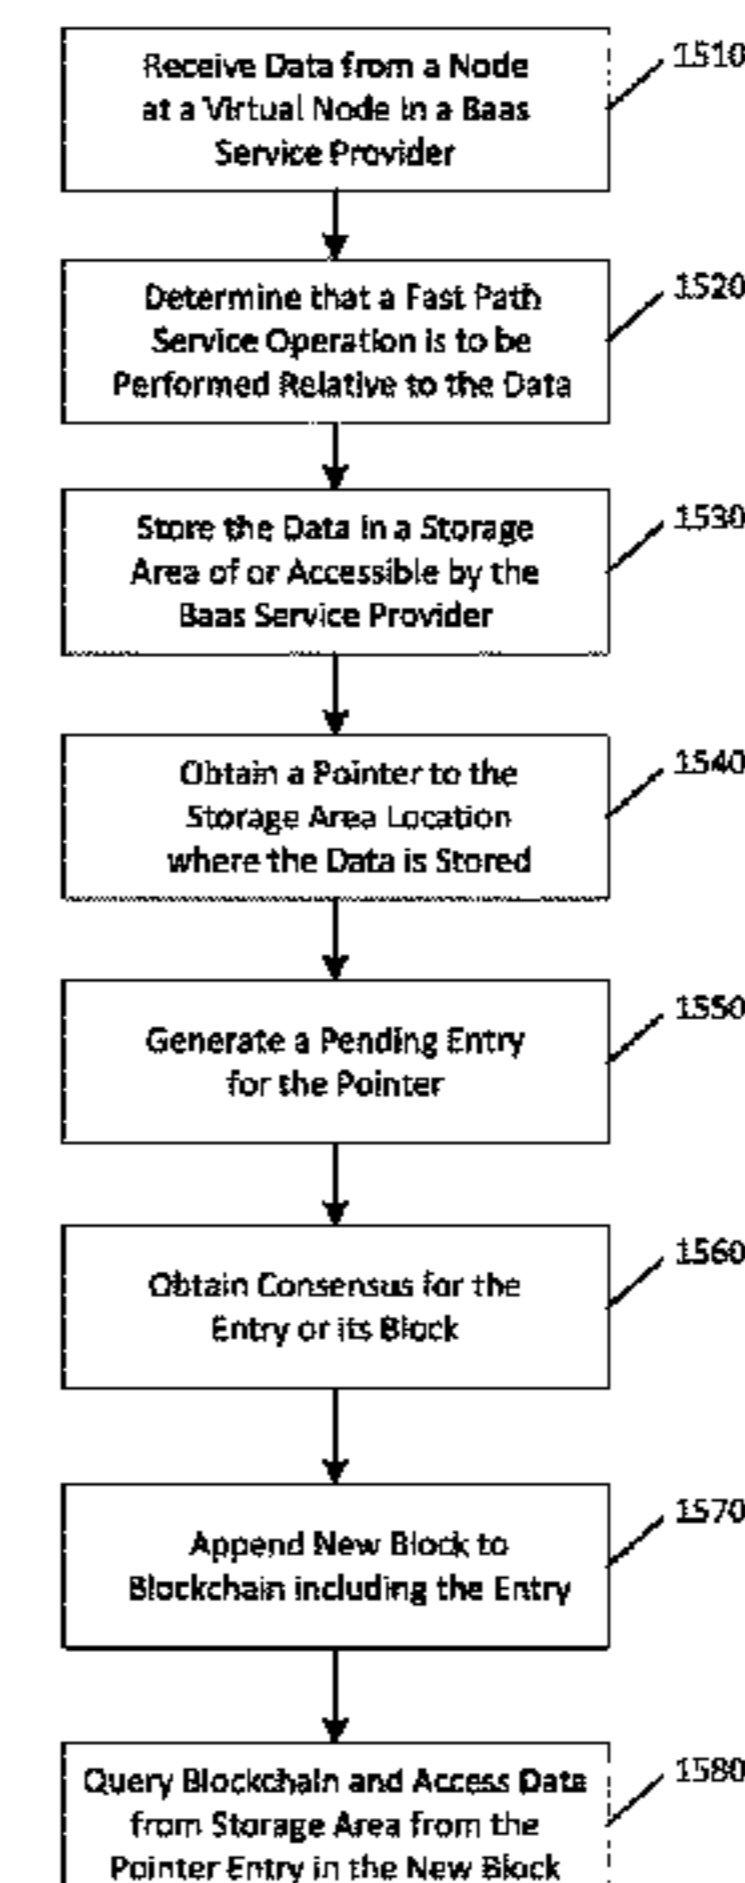 Receive Data from a Node
at a Virtual Node in a Baas
Service Provider
1510
Determine that a Fast Path
Service Operation is to be
Performed Relative to the Data
1520
Store the Data in a Storage
Area of or Accessible by the
Baas Service Provider
1530
Obtain a Pointer to the
Storage Area Location
where the Data is Stored
1540
Generate a Pending Entry
for the Pointer
1550
Obtain Consensus for the
Entry or its Block
1560
Append New Block to
Blockchain including the Entry
1570
Query Blockchain and Access Data
from Storage Area from the
Pointer Entry in the New Block
1580